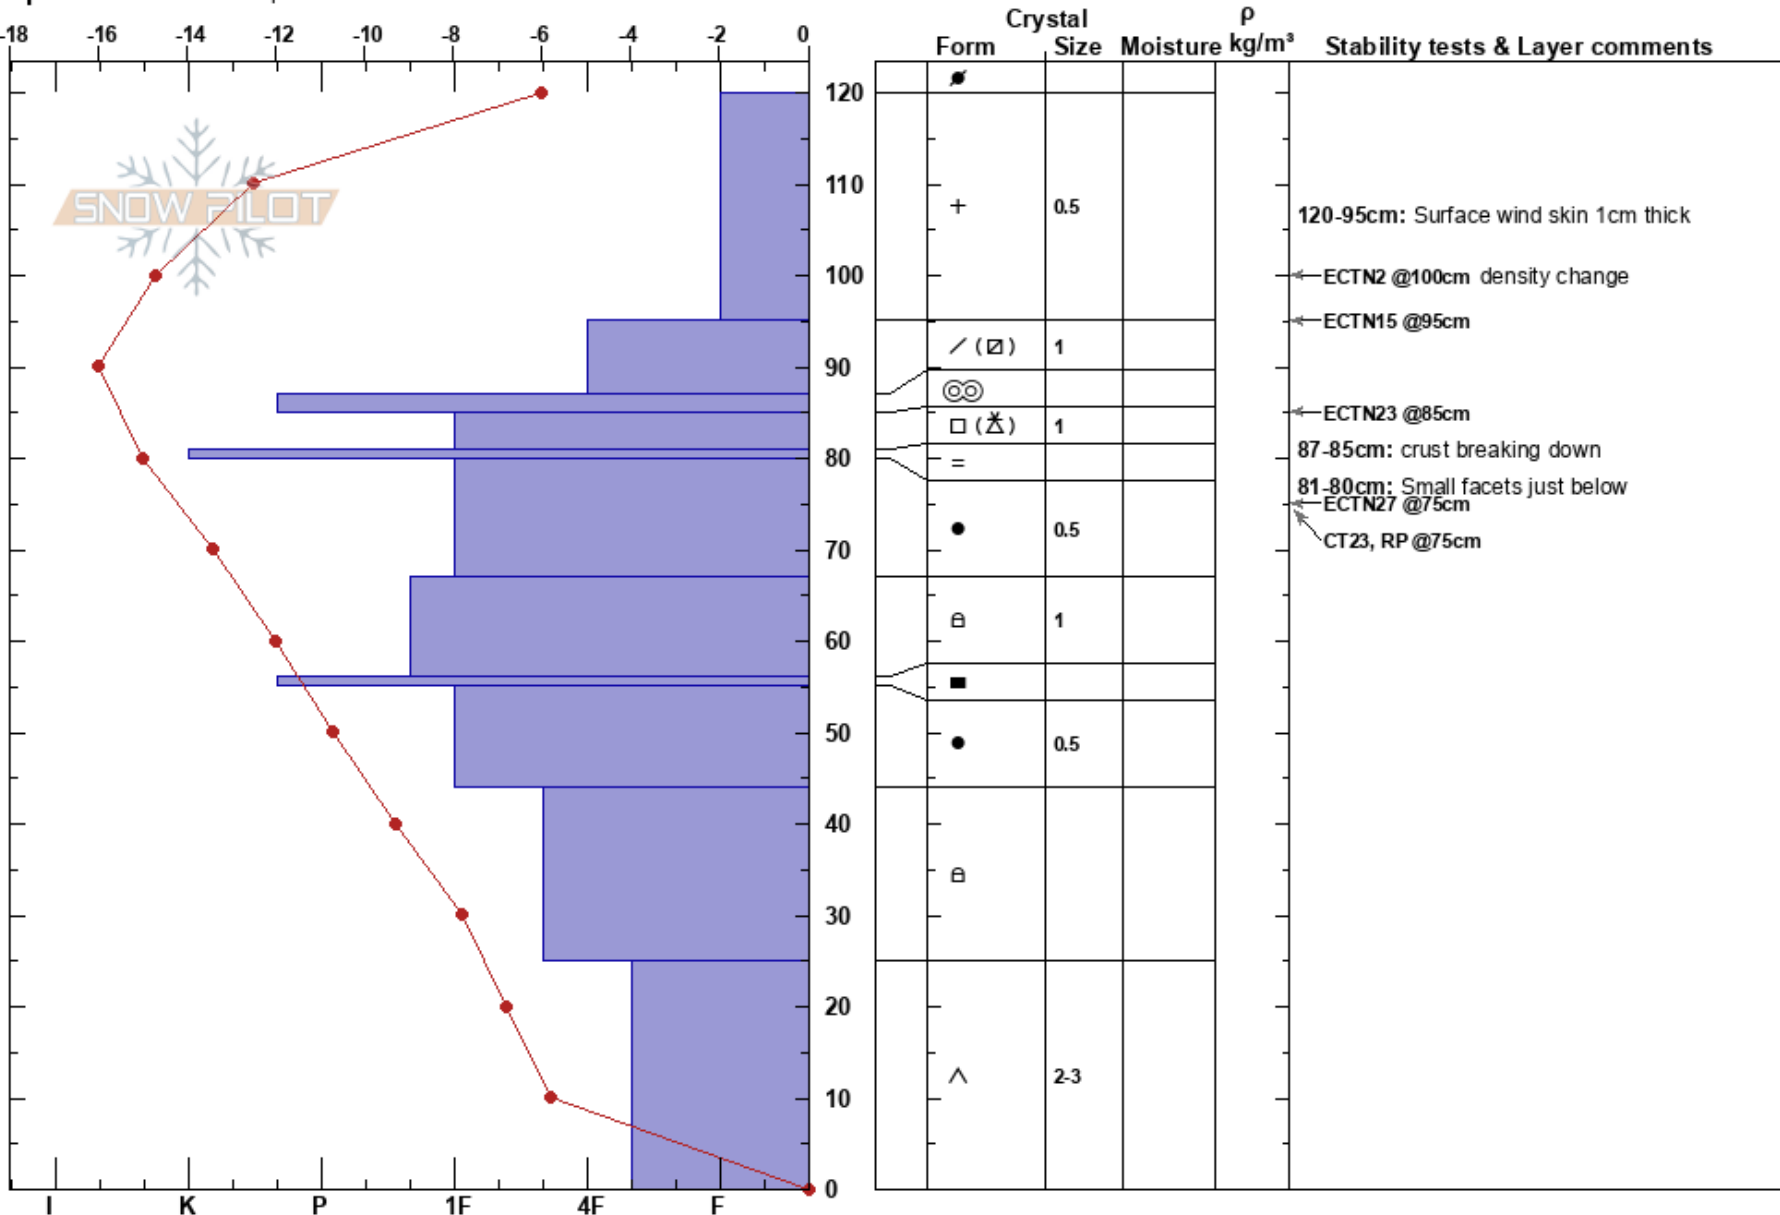 Crystal
ρ
-18 -16 -14 -12 -10 -8 -6 -4 -2 0
Form Size Moisture kg/m³ Stability tests & Layer comments
120
SNOW PILOT
110
+ 0.5
120-95cm: Surface wind skin 1cm thick
100
ECTN2 @100cm density change
ECTN15 @95cm
/ ( ) 1
90
ECTN23 @85cm
( ) 1
87-85cm: crust breaking down
80
=
81-80cm: Small facets just below
ECTN27 @75cm
0.5
CT23, RP @75cm
70
1
60
50
0.5
40
30
20
2-3
10
0
I K P 1F 4F F